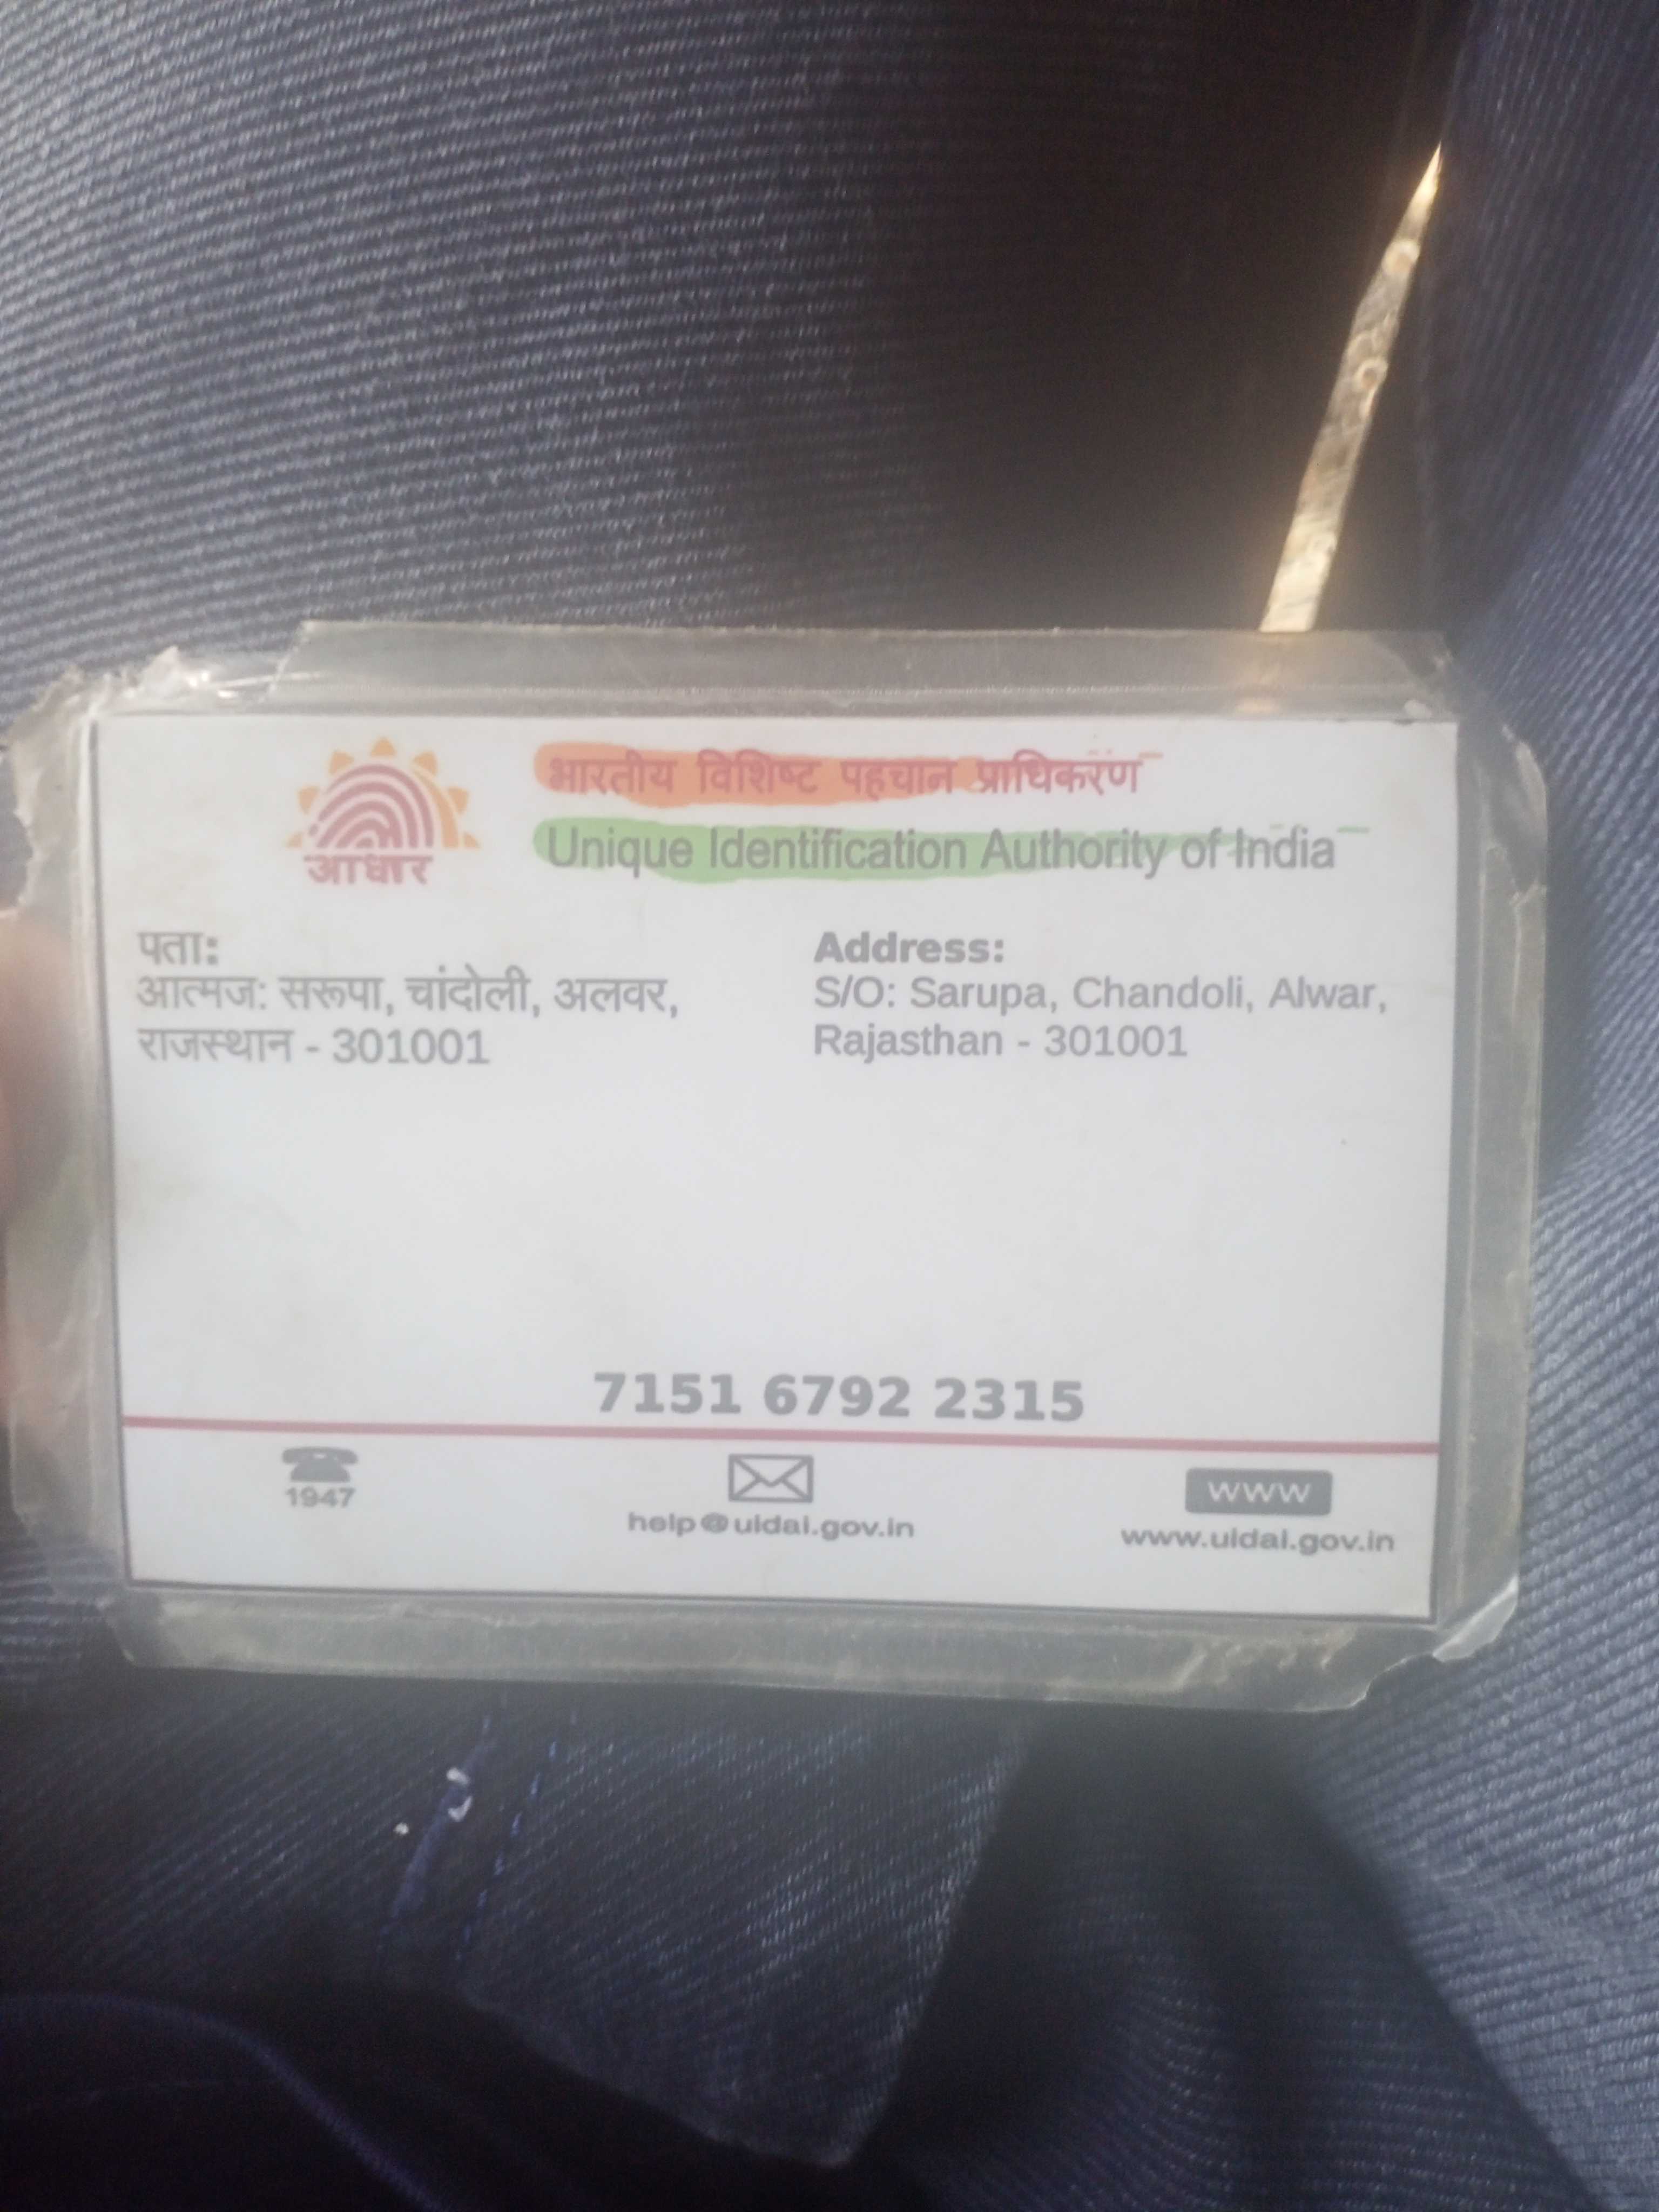 आधार
भारतीय विशिष्ट पहचान प्राधिकरण
Unique Identification Authority of India
पता:
आत्मज: सरूपा, चांदोली, अलवर,
राजस्थान - 301001
Address:
S/O: Sarupa, Chandoli, Alwar,
Rajasthan - 301001
7151 6792 2315
1947
help@uidai.gov.in
www
www.uidai.gov.in